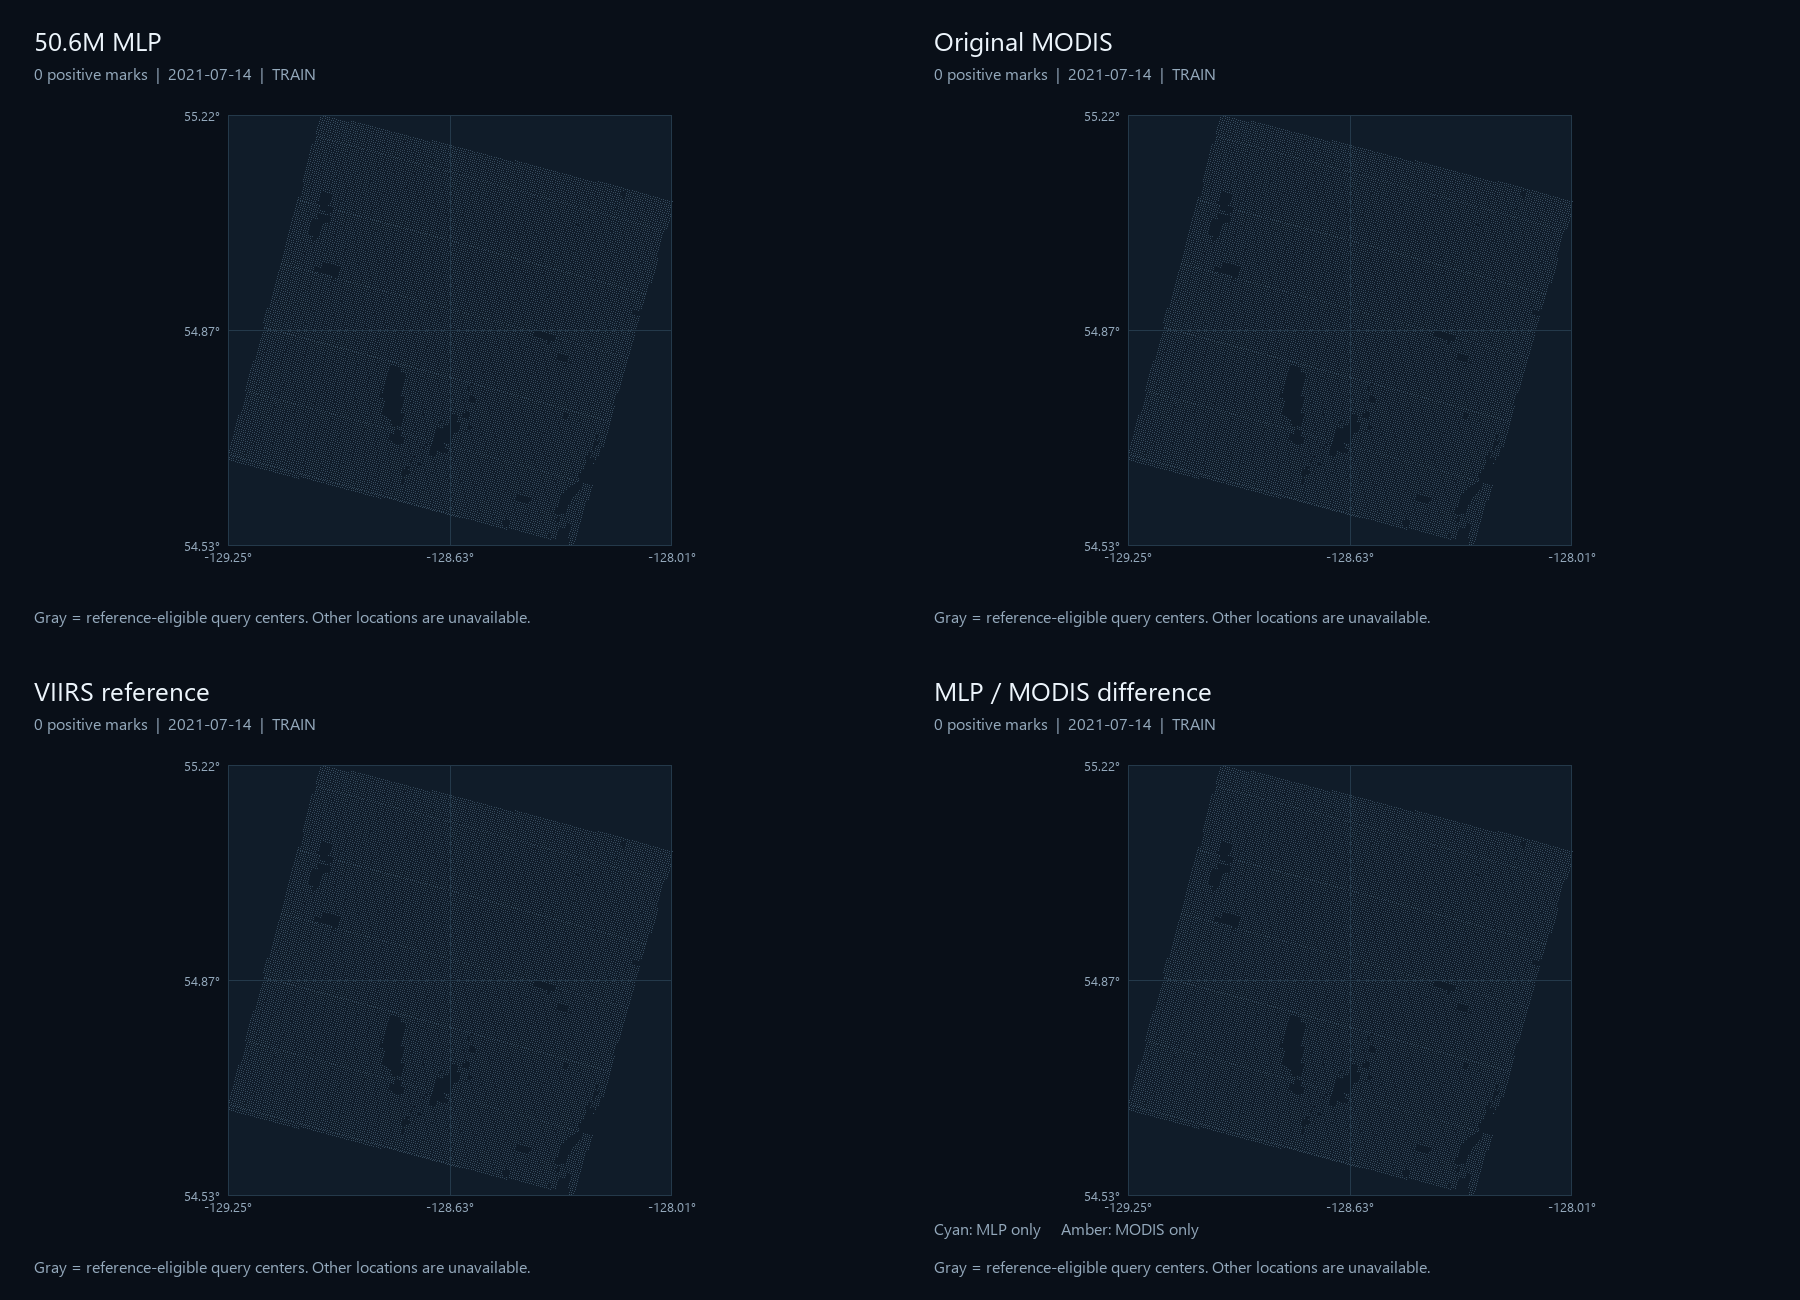 50.6M MLP
0 positive marks | 2021-07-14 | TRAIN
55.22°
54.87°
54.53°
-129.25°
-128.63°
-128.01°
Gray = reference-eligible query centers. Other locations are unavailable.
Original MODIS
0 positive marks | 2021-07-14 | TRAIN
55.22°
54.87°
54.53°
-129.25°
-128.63°
-128.01°
Gray = reference-eligible query centers. Other locations are unavailable.
VIIRS reference
0 positive marks | 2021-07-14 | TRAIN
55.22°
54.87°
54.53°
-129.25°
-128.63°
-128.01°
Gray = reference-eligible query centers. Other locations are unavailable.
MLP / MODIS difference
0 positive marks | 2021-07-14 | TRAIN
55.22°
54.87°
54.53°
-129.25°
-128.63°
-128.01°
Cyan: MLP only Amber: MODIS only
Gray = reference-eligible query centers. Other locations are unavailable.